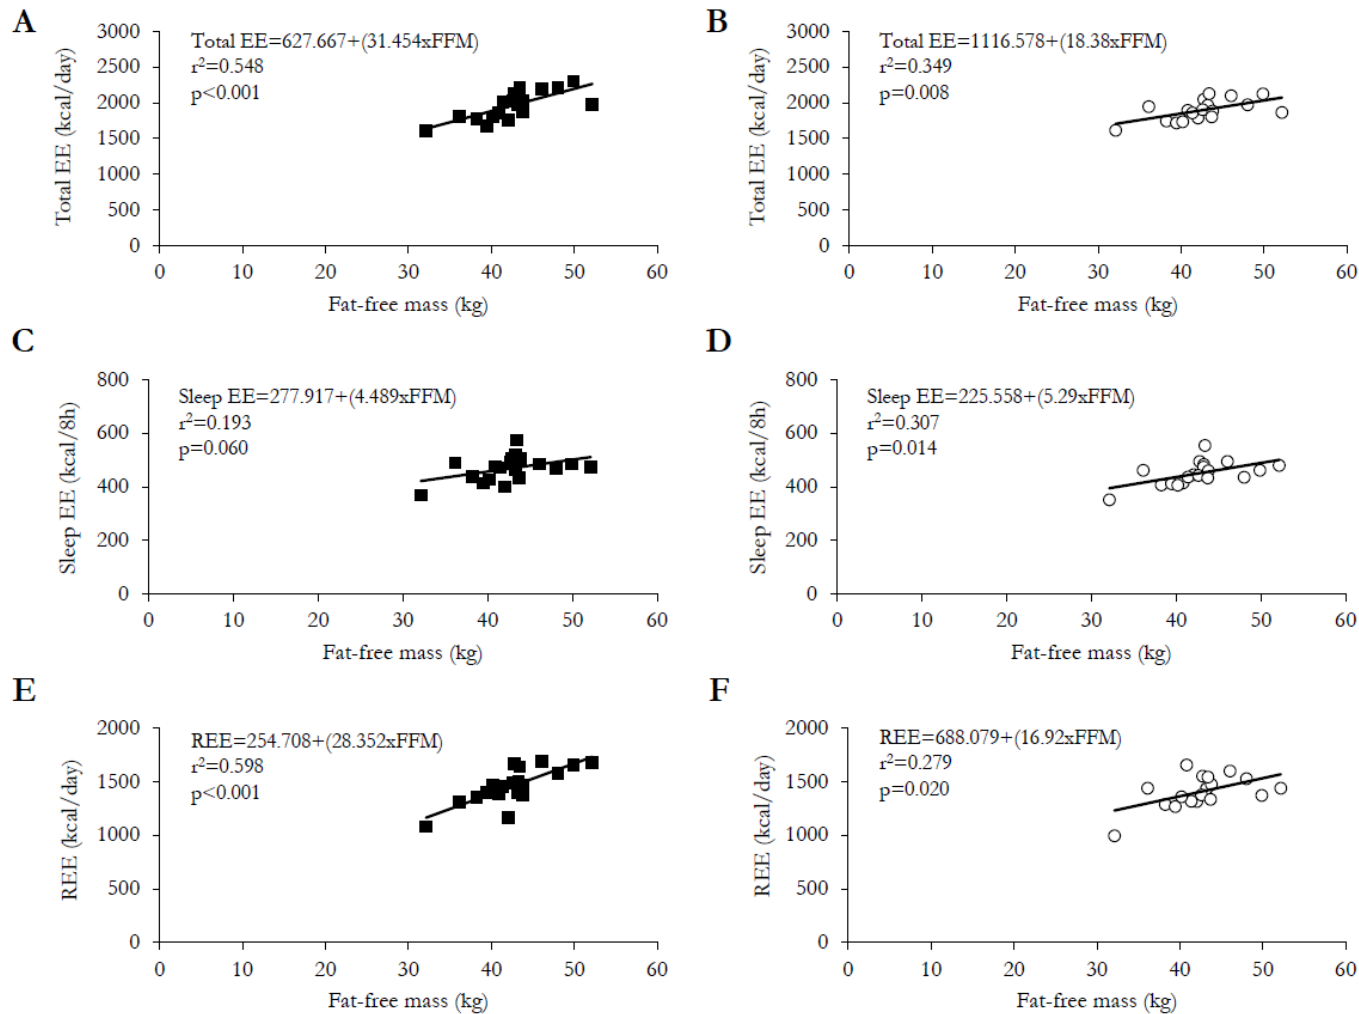 A
Total EE=627.667+(31.454xFFM)
r²=0.548
p<0.001
Total EE (kcal/day)
3000
2500
2000
1500
1000
500
0
0 10 20 30 40 50 60
Fat-free mass (kg)
B
Total EE=1116.578+(18.38xFFM)
r²=0.349
p=0.008
Total EE (kcal/day)
3000
2500
2000
1500
1000
500
0
0 10 20 30 40 50 60
Fat-free mass (kg)
C
Sleep EE=277.917+(4.489xFFM)
r²=0.193
p=0.060
Sleep EE (kcal/8h)
800
600
400
200
0
0 10 20 30 40 50 60
Fat-free mass (kg)
D
Sleep EE=225.558+(5.29xFFM)
r²=0.307
p=0.014
Sleep EE (kcal/8h)
800
600
400
200
0
0 10 20 30 40 50 60
Fat-free mass (kg)
E
REE=254.708+(28.352xFFM)
r²=0.598
p<0.001
REE (kcal/day)
2000
1500
1000
500
0
0 10 20 30 40 50 60
Fat-free mass (kg)
F
REE=688.079+(16.92xFFM)
r²=0.279
p=0.020
REE (kcal/day)
2000
1500
1000
500
0
0 10 20 30 40 50 60
Fat-free mass (kg)